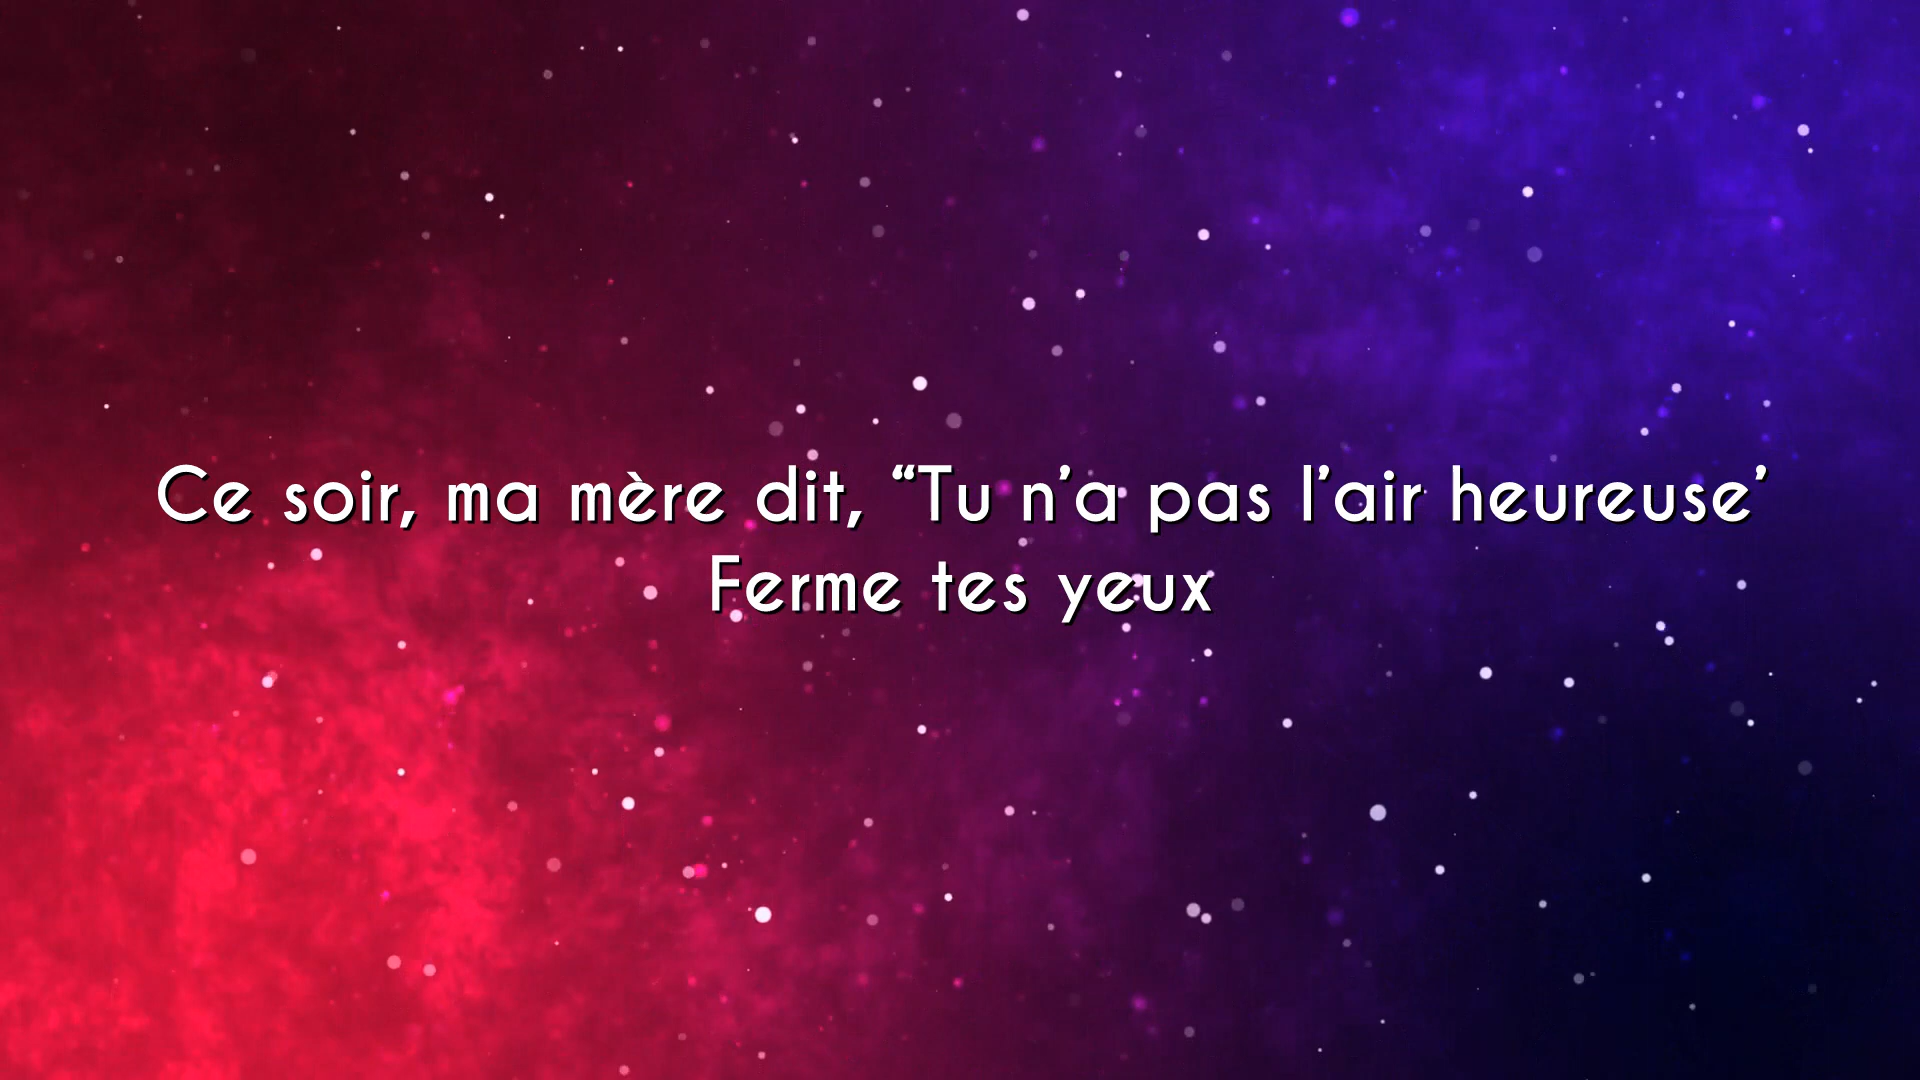 Ce soir, ma mère dit, “Tu n’a pas l’air heureuse’
Ferme tes yeux